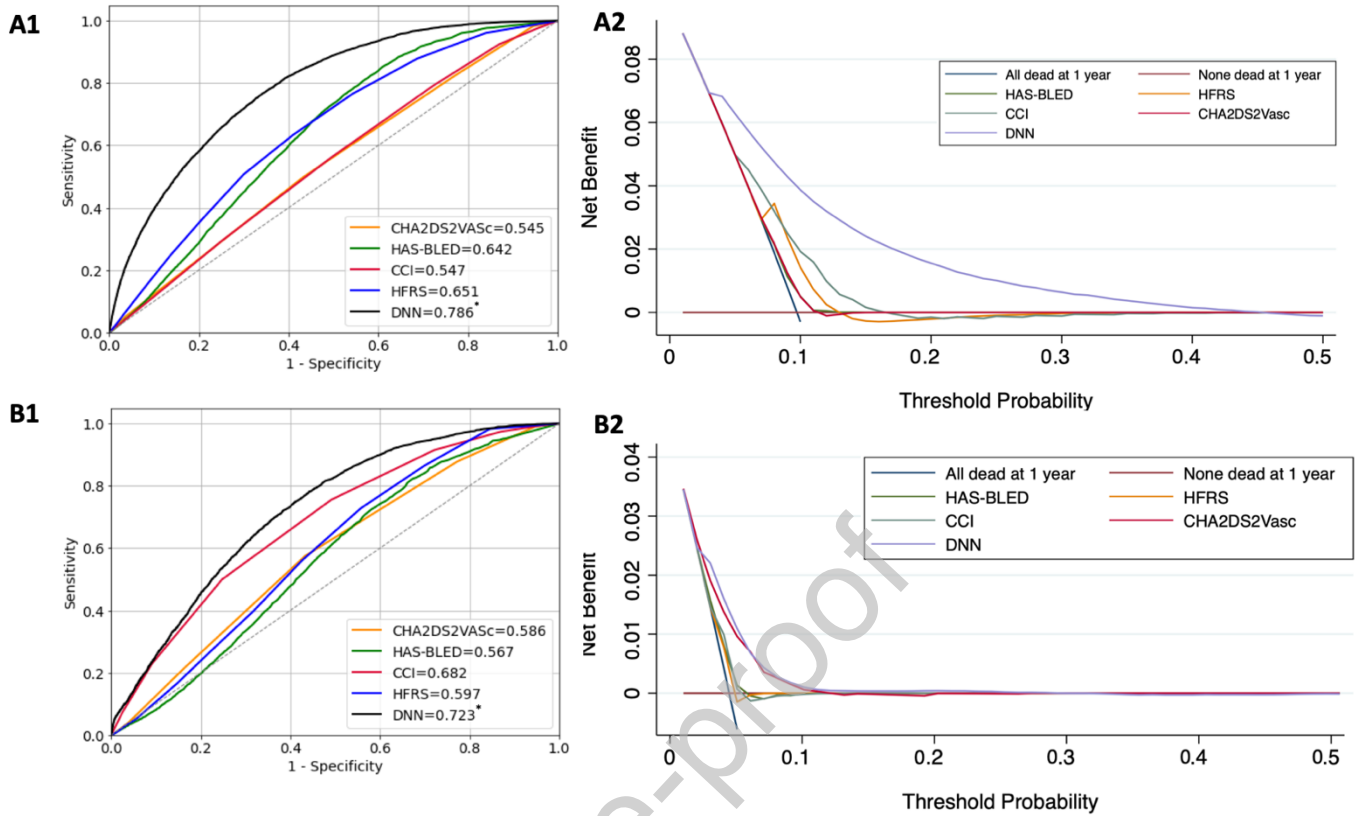 A1
1.0
0.8
0.6
0.4
0.2
0.0
Sensitivity
0.0 0.2 0.4 0.6 0.8 1.0
1 - Specificity
CHA2DS2VASc=0.545
HAS-BLED=0.642
CCI=0.547
HFRS=0.651
DNN=0.786*
A2
0.08
0.06
0.04
0.02
0
Net Benefit
0 0.1 0.2 0.3 0.4 0.5
Threshold Probability
All dead at 1 year None dead at 1 year
HAS-BLED HFRS
CCI CHA2DS2Vasc
DNN
B1
1.0
0.8
0.6
0.4
0.2
0.0
Sensitivity
0.0 0.2 0.4 0.6 0.8 1.0
1 - Specificity
CHA2DS2VASc=0.586
HAS-BLED=0.567
CCI=0.682
HFRS=0.597
DNN=0.723*
B2
0.04
0.03
0.02
0.01
0
Net Benefit
0 0.1 0.2 0.3 0.4 0.5
Threshold Probability
All dead at 1 year None dead at 1 year
HAS-BLED HFRS
CCI CHA2DS2Vasc
DNN
e-proof